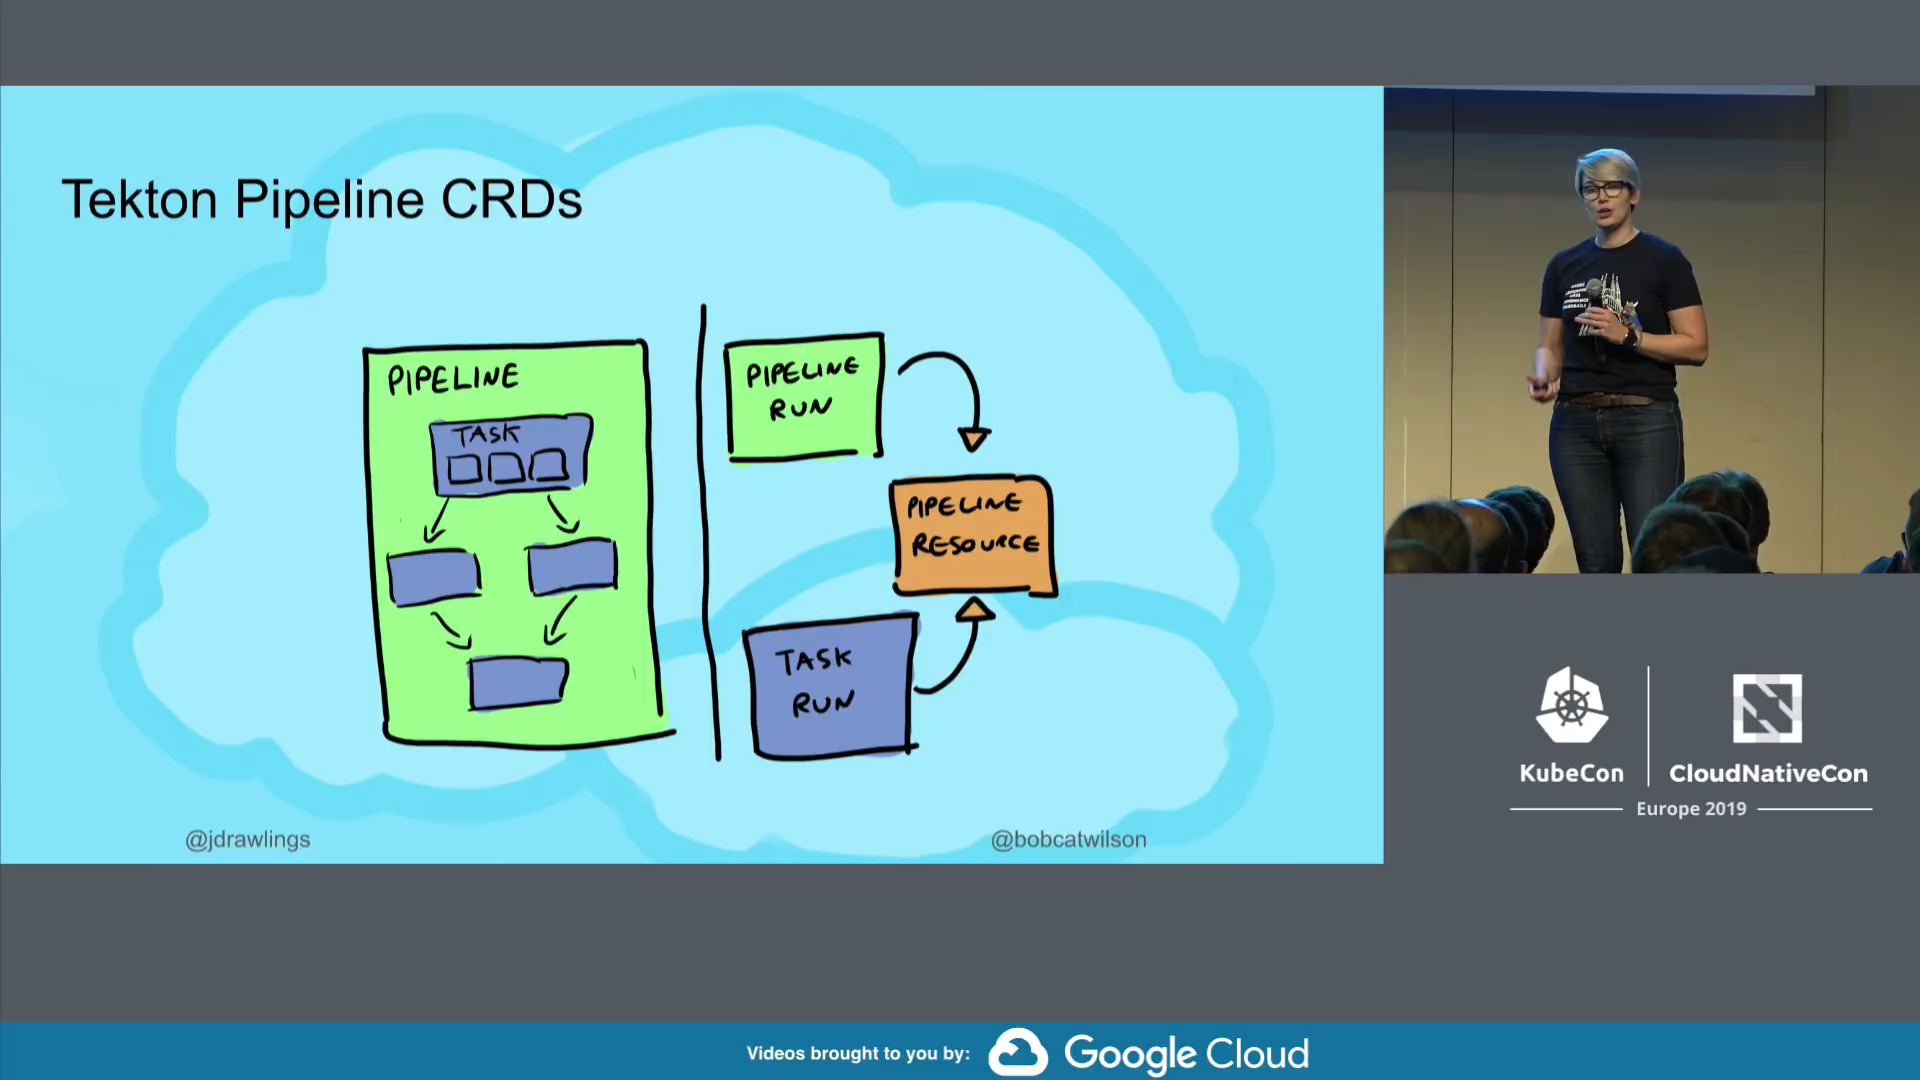 Tekton Pipeline CRDs
PIPELINE
TASK
PIPELINE
RUN
PIPELINE
RESOURCE
TASK
RUN
@jdrawlings
@bobcatwilson
KubeCon
CloudNativeCon
Europe 2019
Videos brought to you by:
Google Cloud